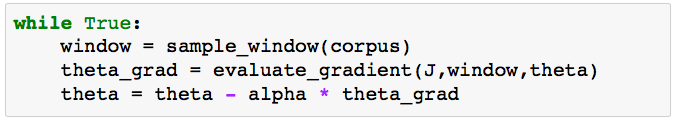 while True:
    window = sample_window(corpus)
    theta_grad = evaluate_gradient(J,window,theta)
    theta = theta - alpha * theta_grad